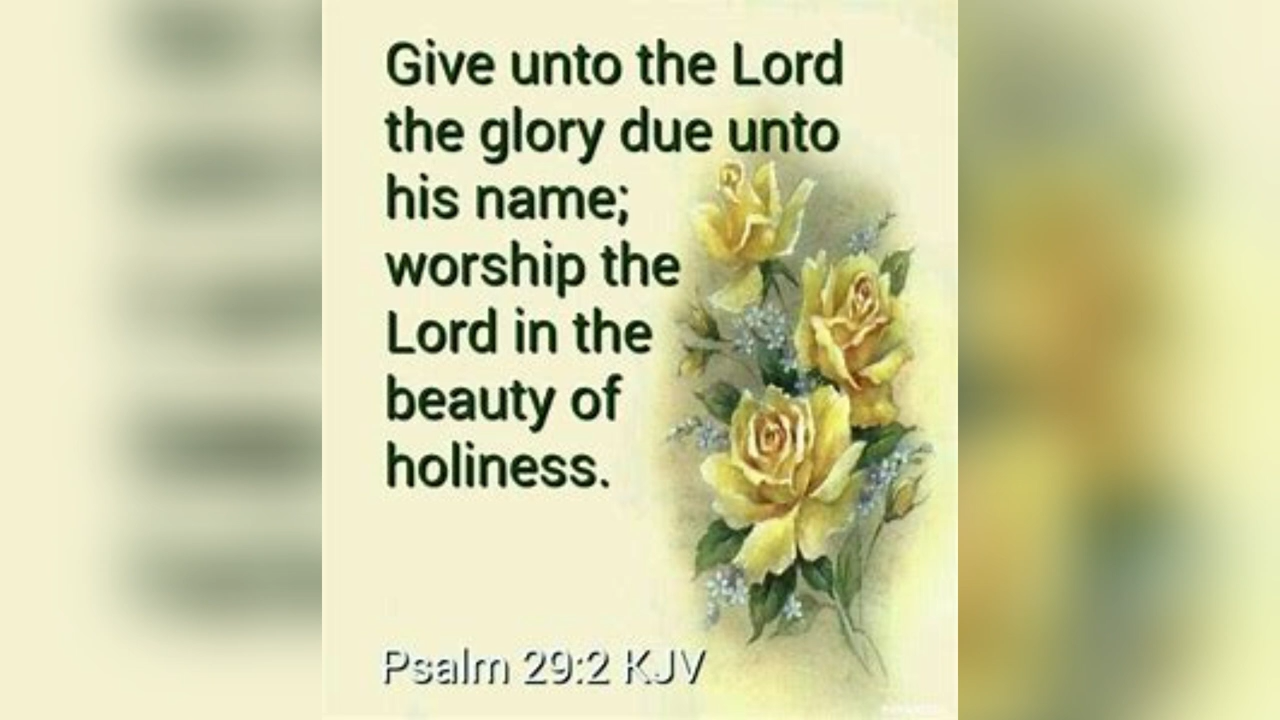 Give unto the Lord
the glory due unto
his name;
worship the
Lord in the
beauty of
holiness.
Psalm 29:2 KJV